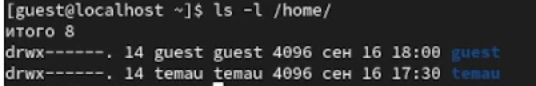 [guest@localhost ~]$ ls -l /home/
итого 8
drwx------. 14 guest guest 4096 сен 16 18:00 guest
drwx------. 14 temau temau 4096 сен 16 17:30 temau